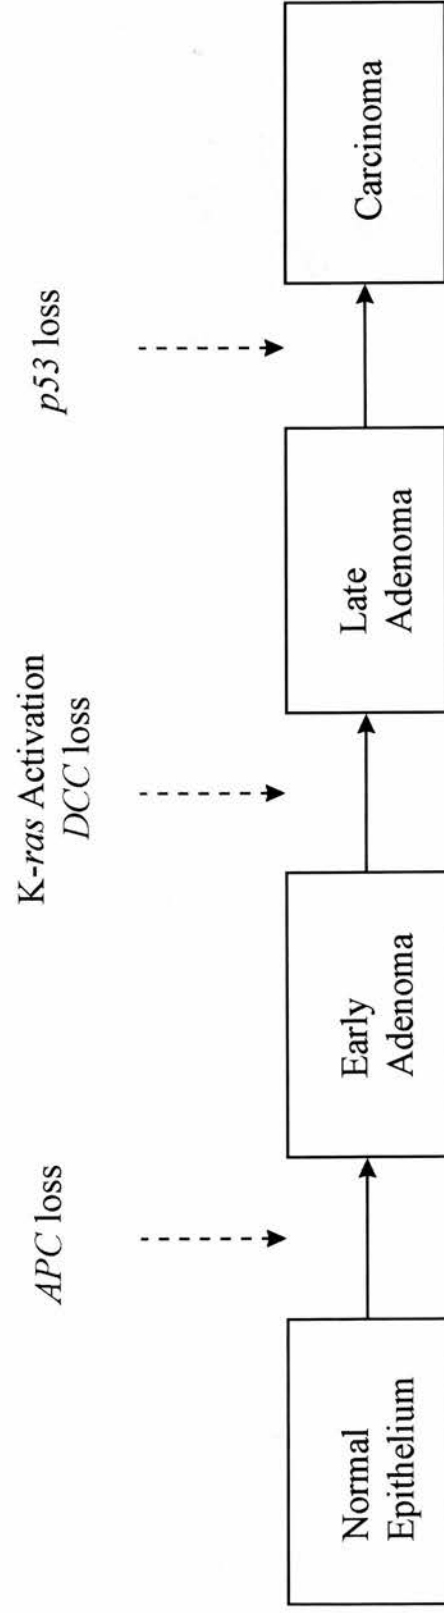 APC loss
K-ras Activation
DCC loss
p53 loss
Normal
Epithelium
Early
Adenoma
Late
Adenoma
Carcinoma